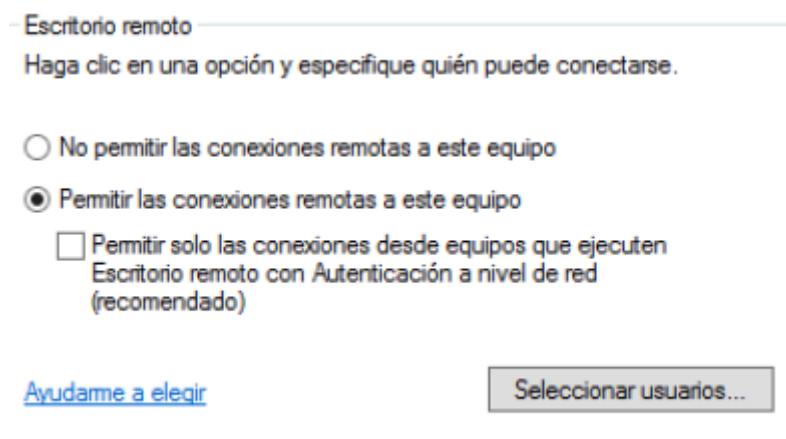 Escritorio remoto
Haga clic en una opción y especifique quién puede conectarse.
No permitir las conexiones remotas a este equipo
Permitir las conexiones remotas a este equipo
Permitir solo las conexiones desde equipos que ejecuten
Escritorio remoto con Autenticación a nivel de red
(recomendado)
Ayudarme a elegir
Seleccionar usuarios...